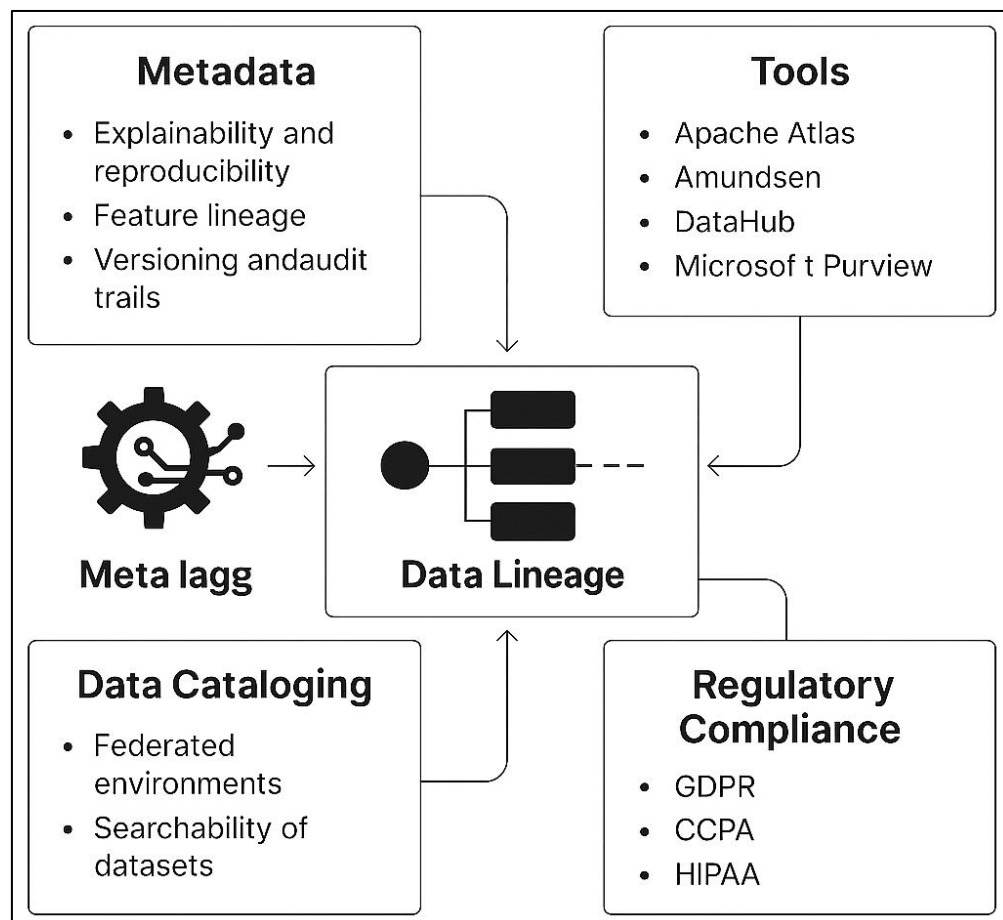 Metadata
• Explainability and
reproducibility
• Feature lineage
• Versioning andaudit
trails
Tools
• Apache Atlas
• Amundsen
• DataHub
• Microsof t Purview
Meta lagg
Data Lineage
Data Cataloging
• Federated
environments
• Searchability of
datasets
Regulatory
Compliance
• GDPR
• CCPA
• HIPAA